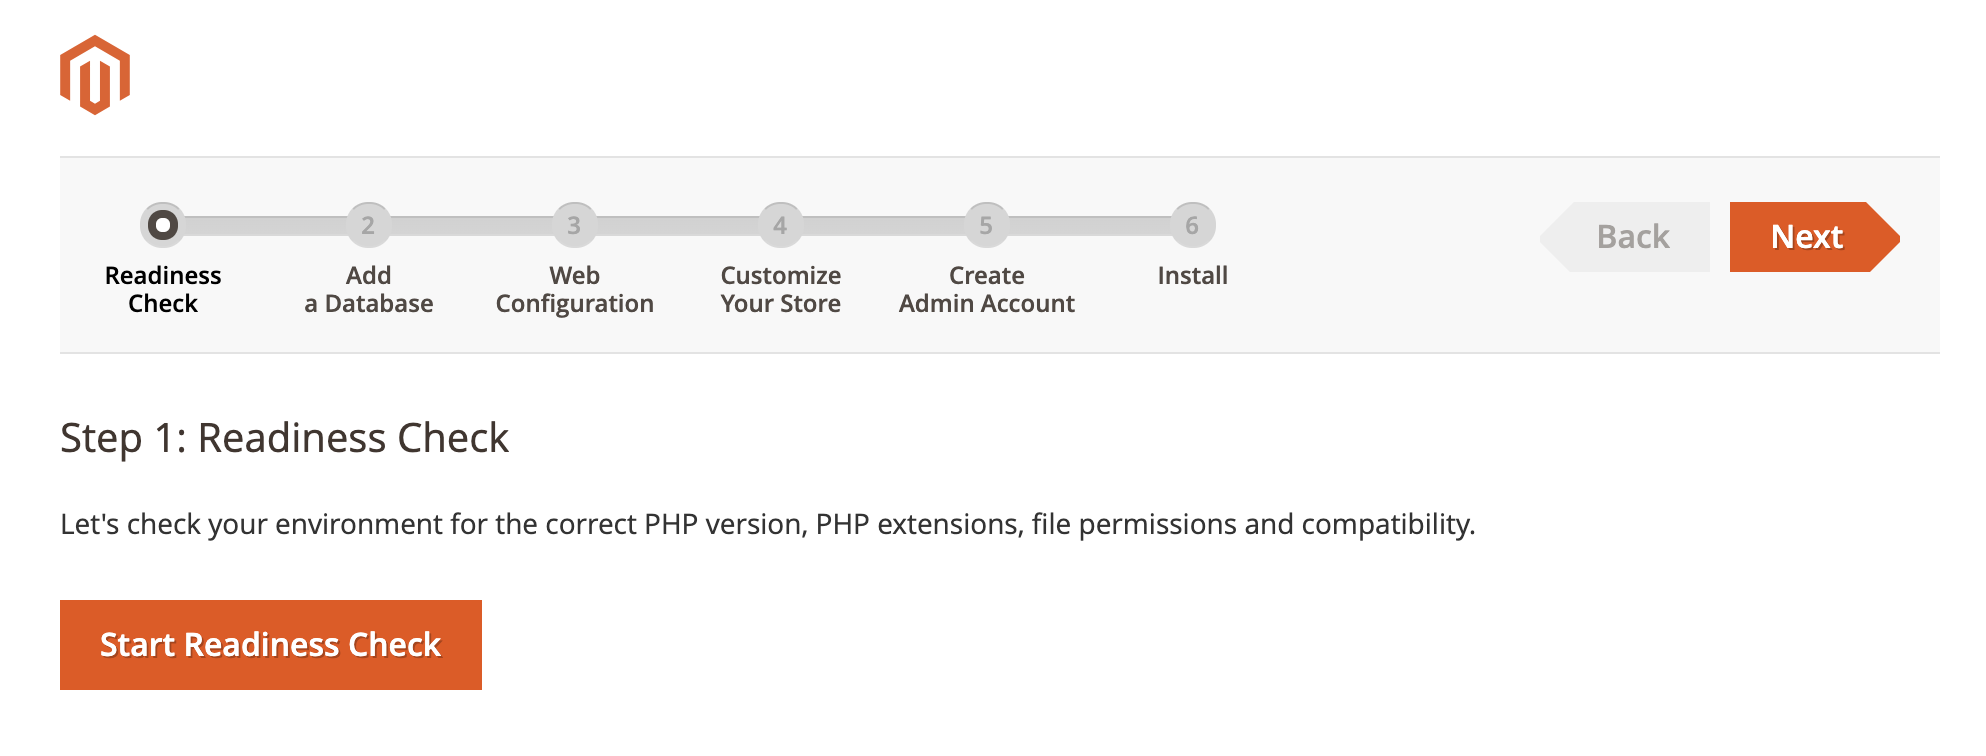 2 3 4 5 6
Readiness
Check
Add
a Database
Web
Configuration
Customize
Your Store
Create
Admin Account
Install
Back
Next
Step 1: Readiness Check
Let's check your environment for the correct PHP version, PHP extensions, file permissions and compatibility.
Start Readiness Check